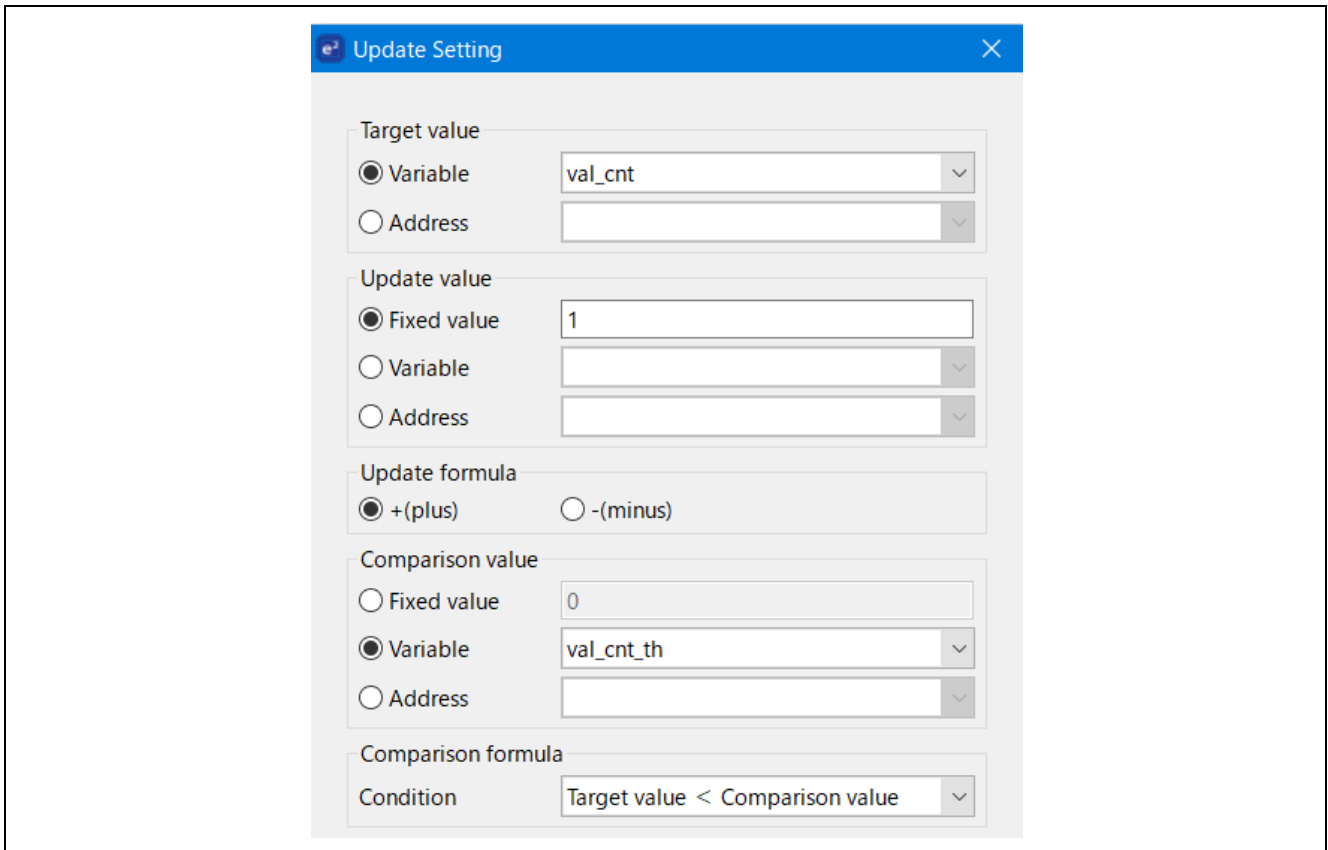 e² Update Setting
Target value
Variable val_cnt
Address
Update value
Fixed value 1
Variable
Address
Update formula
+(plus) -(minus)
Comparison value
Fixed value 0
Variable val_cnt_th
Address
Comparison formula
Condition Target value < Comparison value